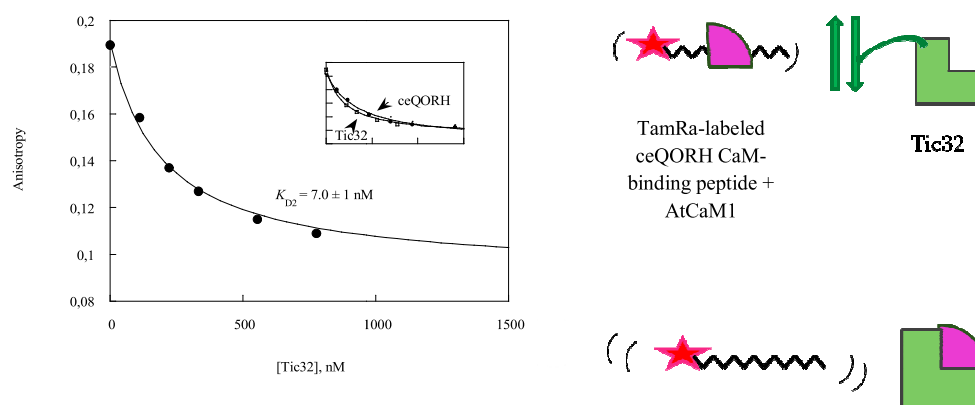 0,2
0,18
0,16
0,14
0,12
0,1
0,08
Anisotropy
ceQORH
Tic32
K_D2 = 7.0 ± 1 nM
0
500
1000
1500
[Tic32], nM
TamRa-labeled
ceQORH CaM-
binding peptide +
AtCaM1
Tic32